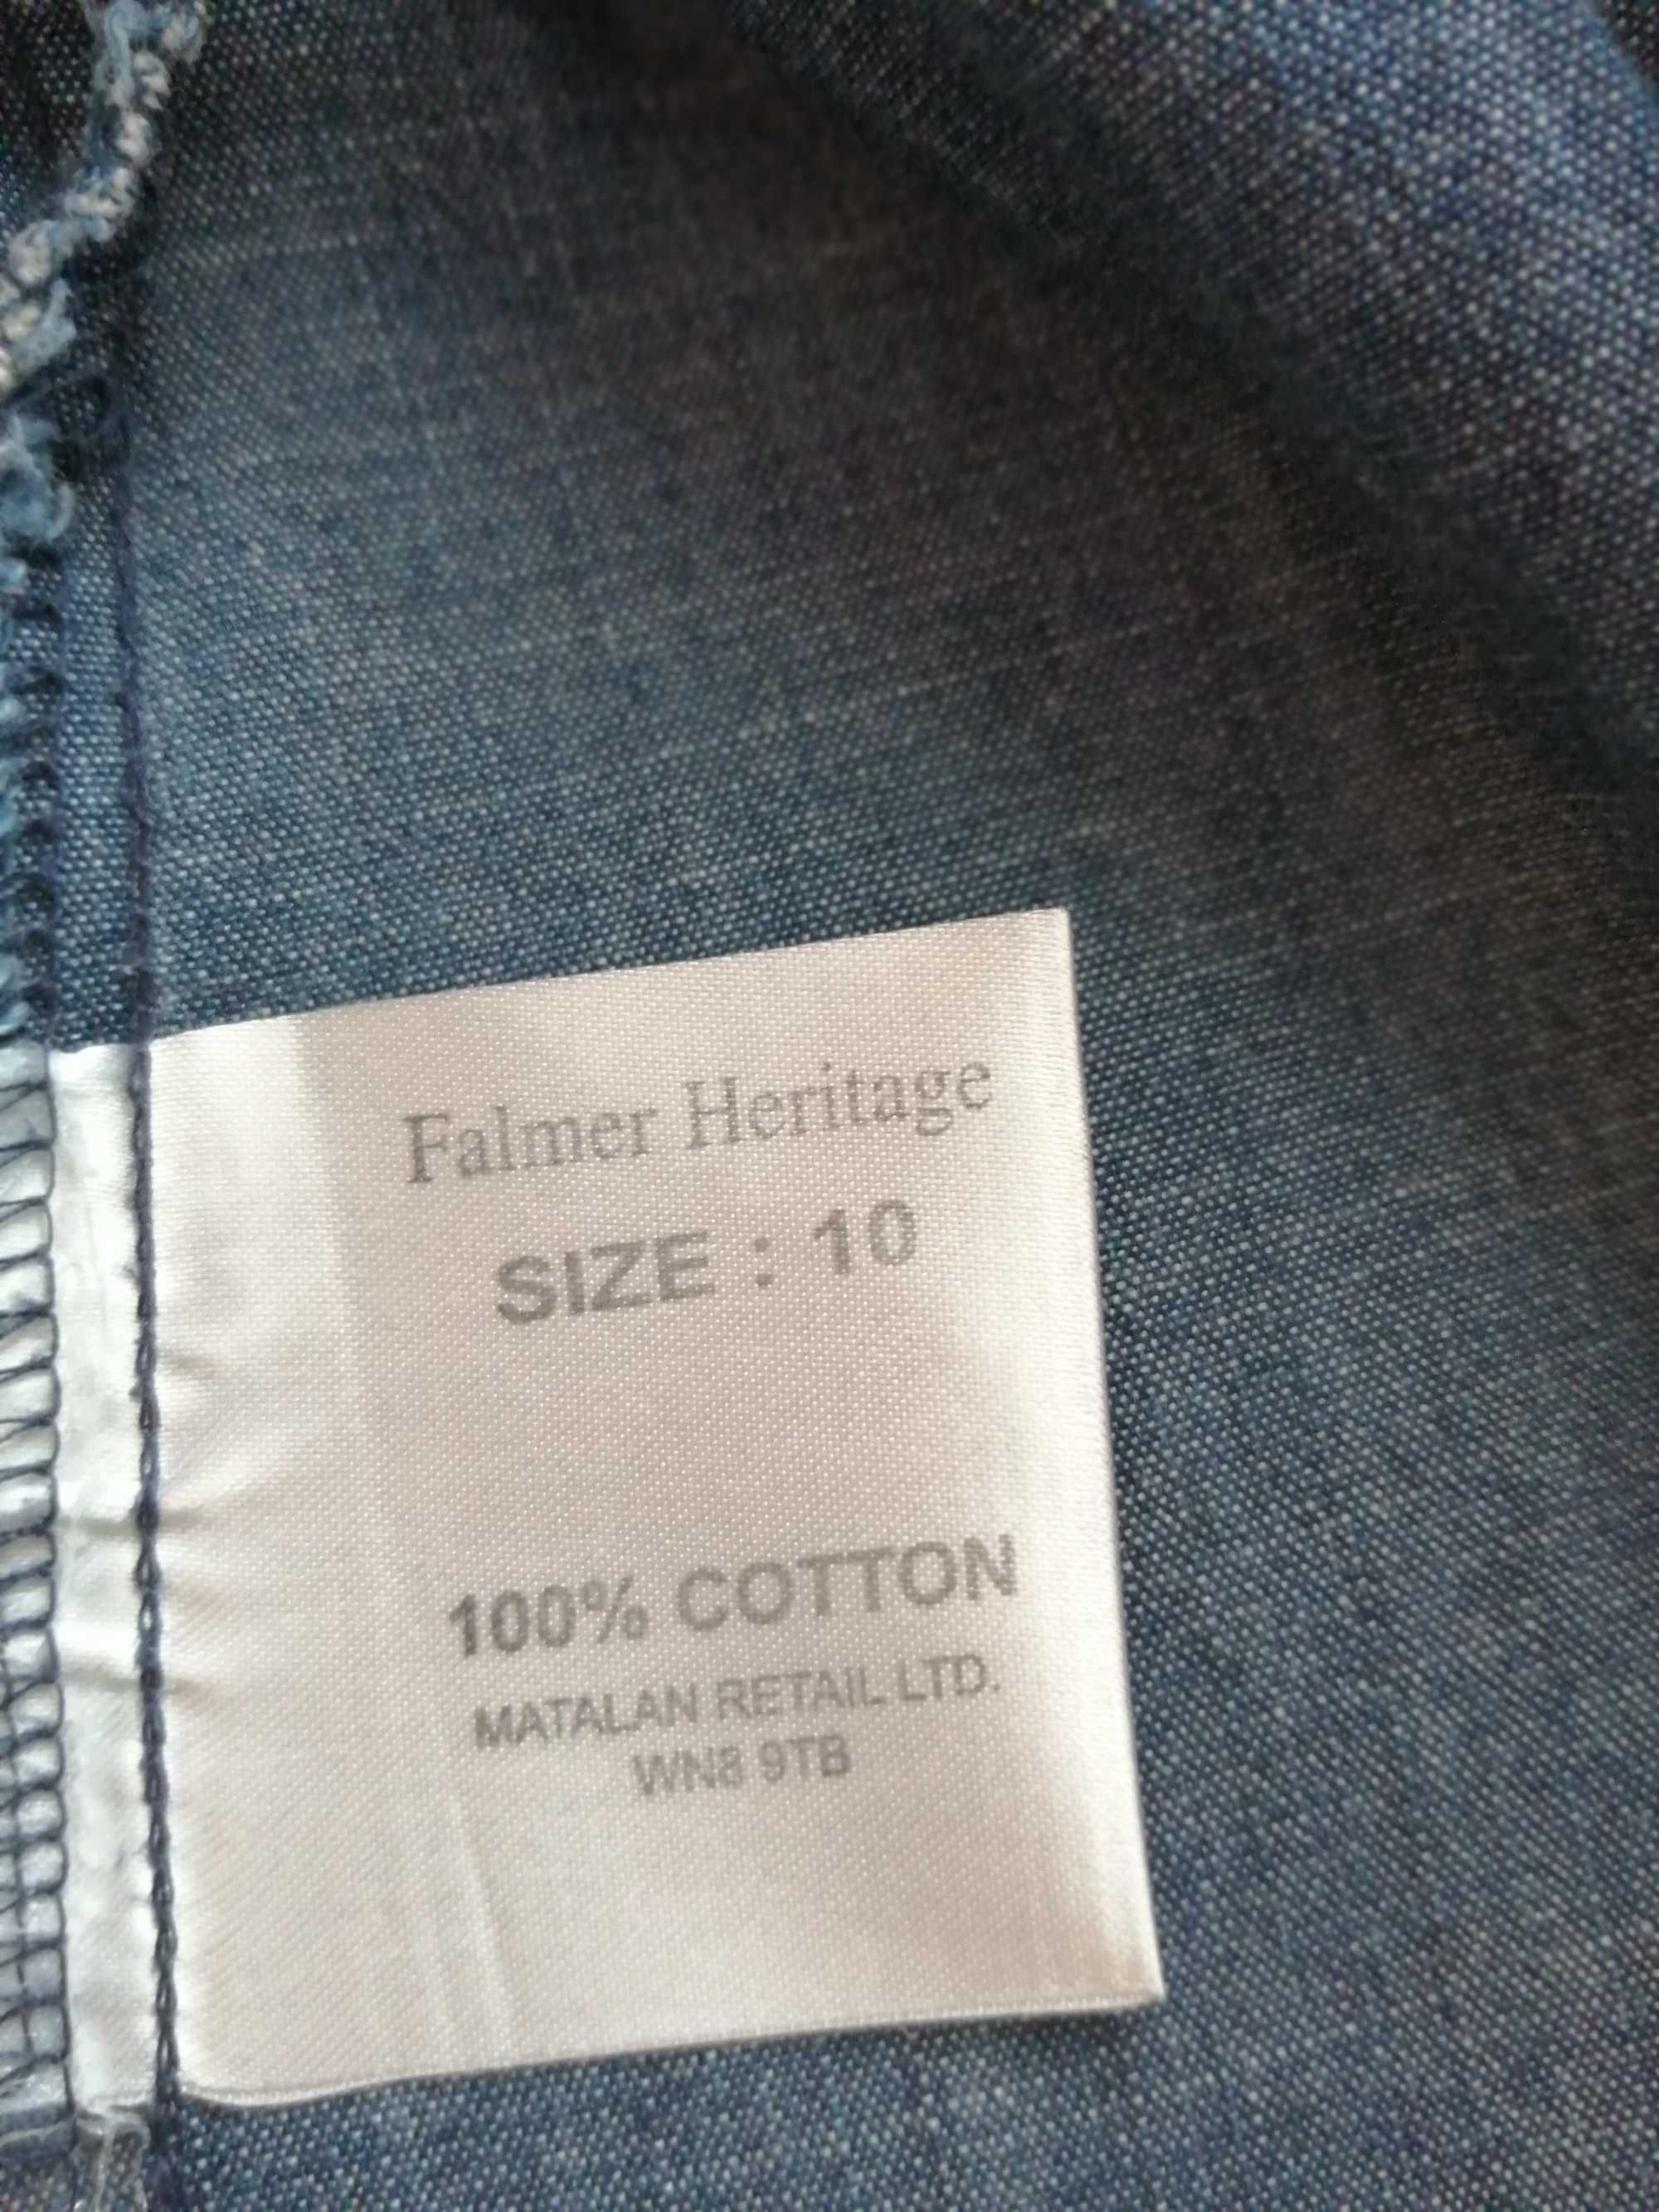 Falmer Heritage
SIZE : 10
100% COTTON
MATALAN RETAIL LTD.
WN8 9TB